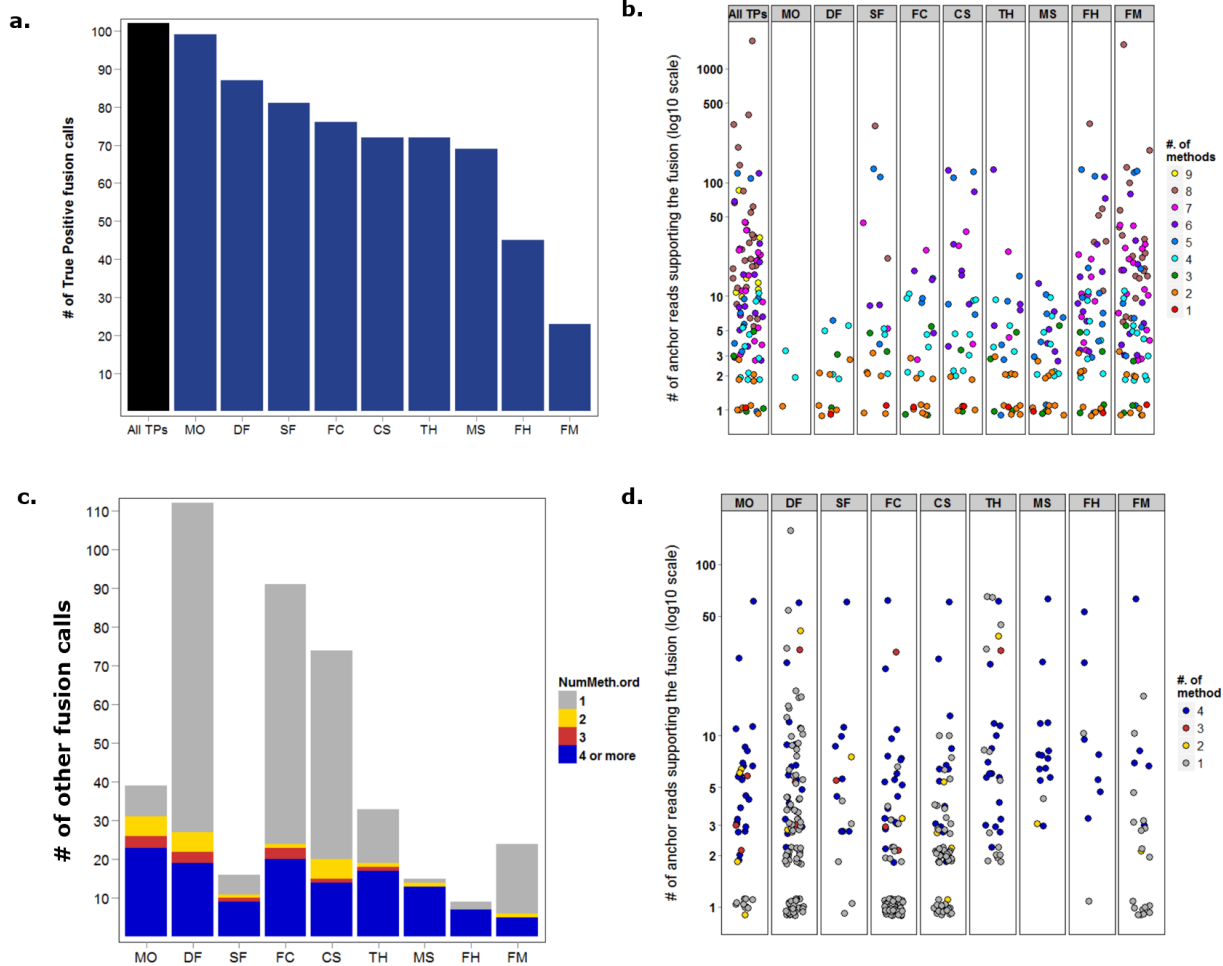 a.
# of True Positive fusion calls
100
90
80
70
60
50
40
30
20
10
All TPs MO DF SF FC CS TH MS FH FM
b.
All TPs MO DF SF FC CS TH MS FH FM
# of anchor reads supporting the fusion (log10 scale)
1000
500
100
50
10
5
3
2
1
#. of
methods
9
8
7
6
5
4
3
2
1
c.
# of other fusion calls
110
100
90
80
70
60
50
40
30
20
10
MO DF SF FC CS TH MS FH FM
NumMeth.ord
1
2
3
4 or more
d.
MO DF SF FC CS TH MS FH FM
# of anchor reads supporting the fusion (log10 scale)
100
50
10
5
3
2
1
#. of
method
4
3
2
1